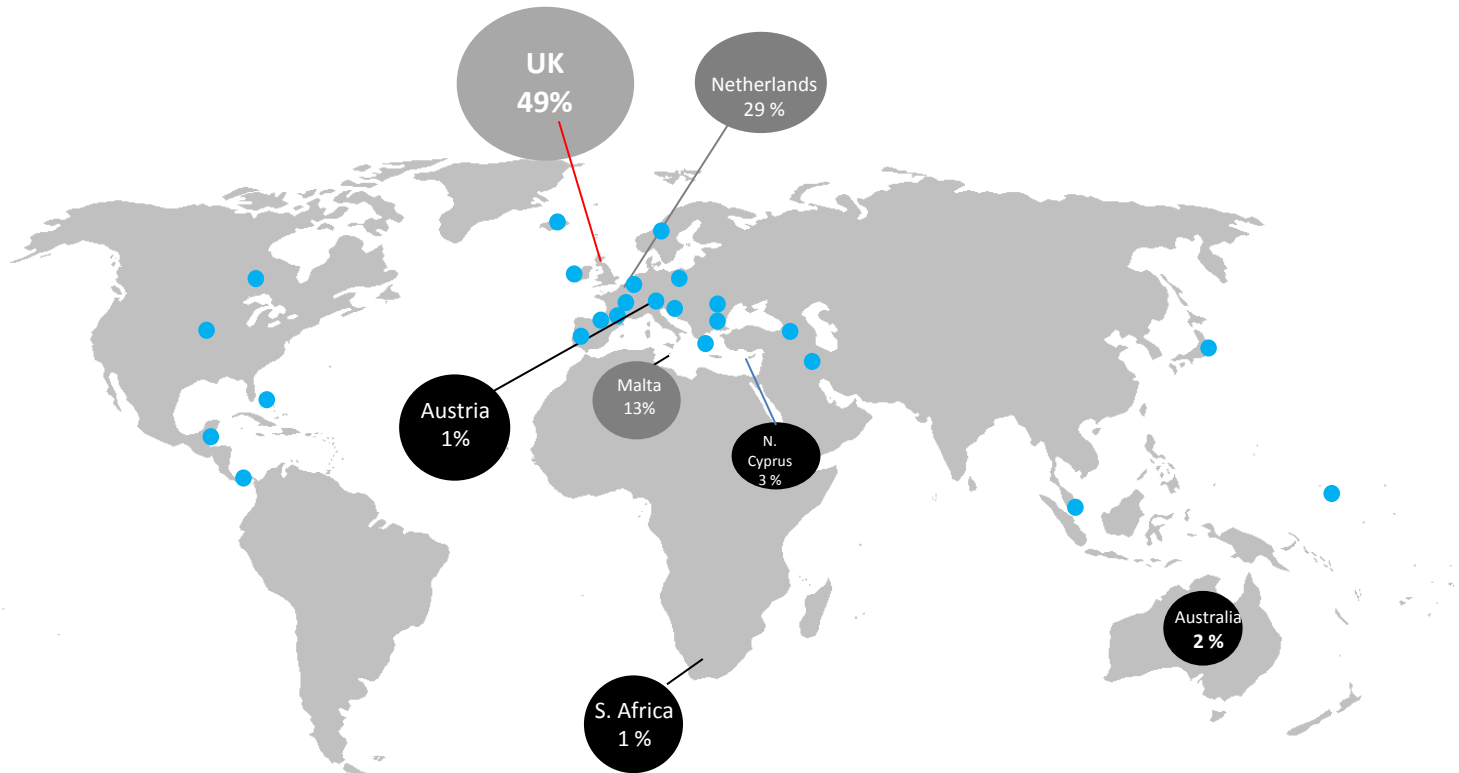 UK
49%
Netherlands
29 %
Austria
1%
Malta
13%
N.
Cyprus
3 %
Australia
2 %
S. Africa
1 %